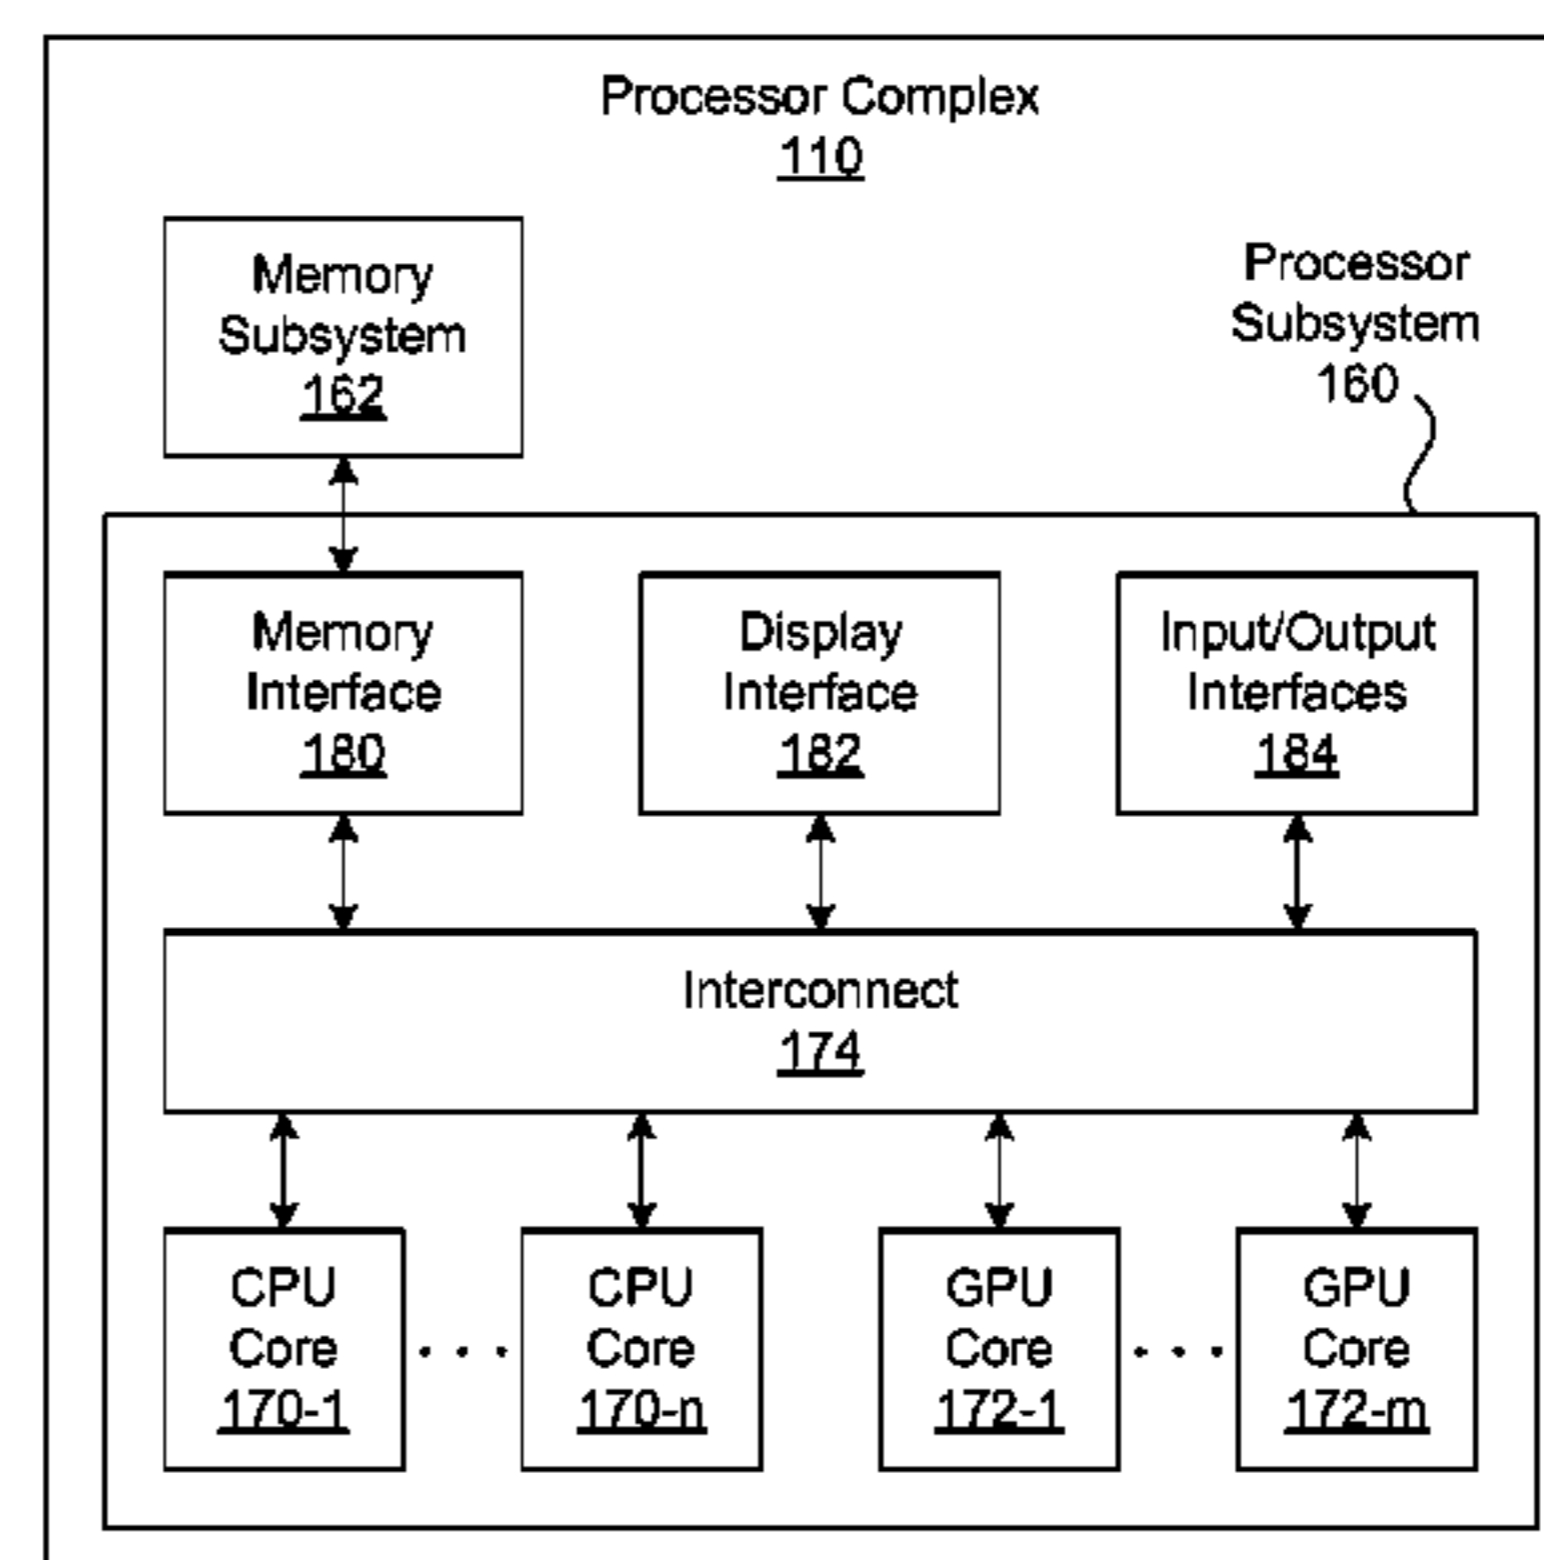 Processor Complex
110
Memory
Subsystem
162
Processor
Subsystem
160
Memory
Interface
180
Display
Interface
182
Input/Output
Interfaces
184
Interconnect
174
CPU
Core
170-1
. . .
CPU
Core
170-n
GPU
Core
172-1
. . .
GPU
Core
172-m